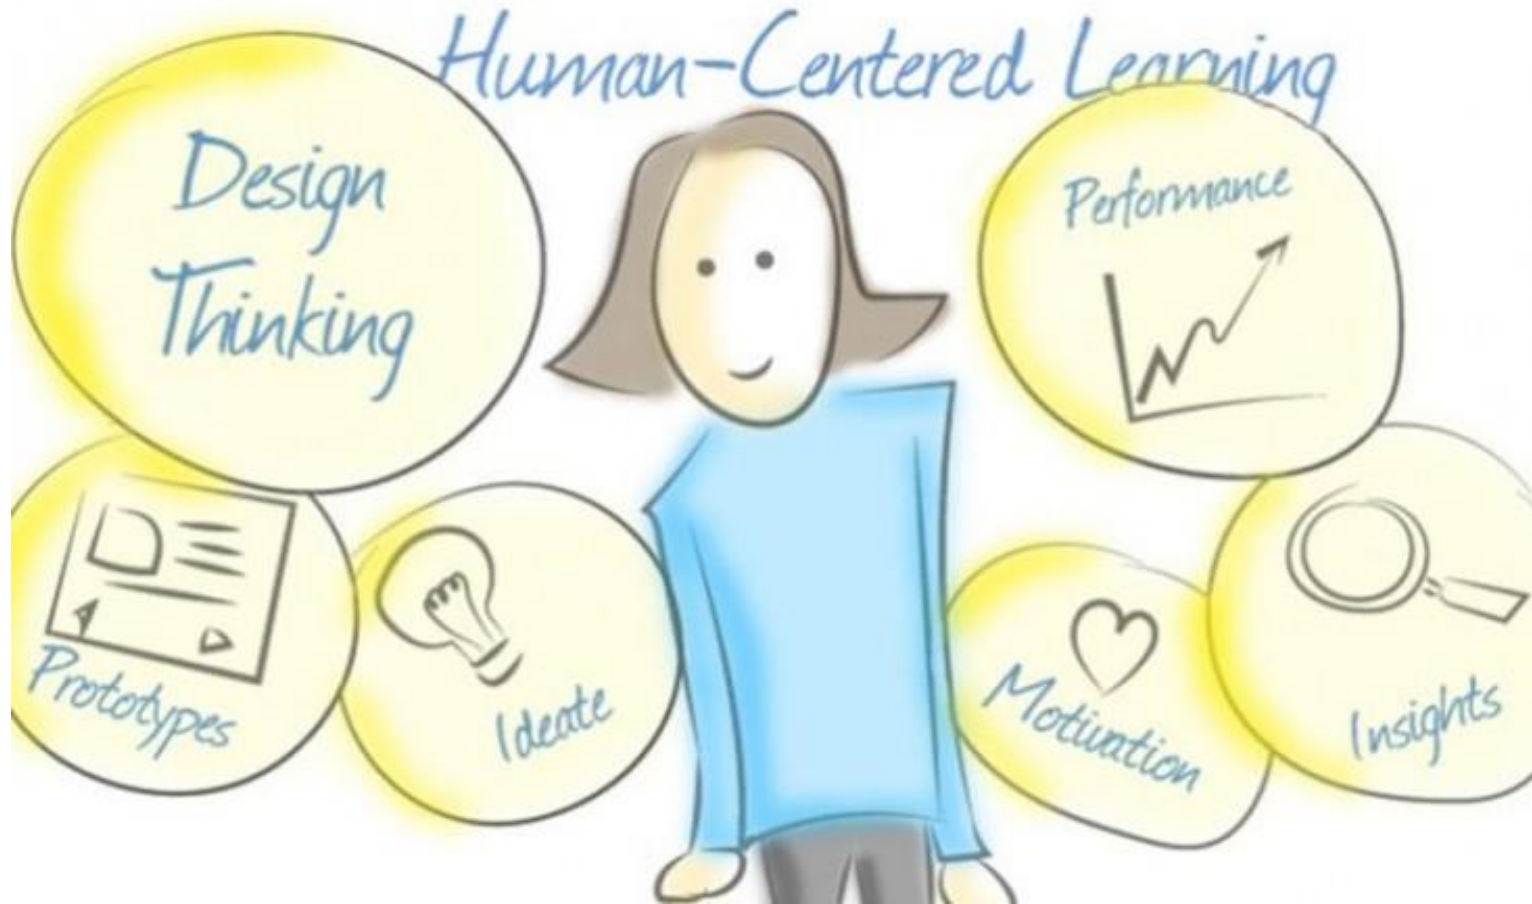 Human-Centered Learning
Design
Thinking
Performance
Prototypes
Ideate
Motivation
Insights